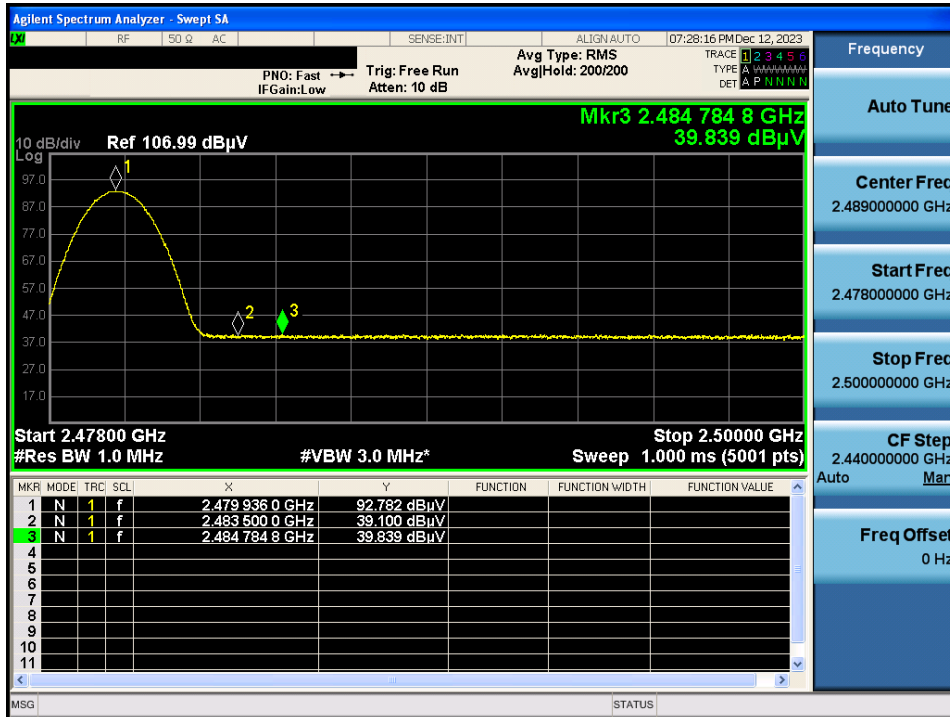 Agilent Spectrum Analyzer - Swept SA
LXI RF 50 Ω AC SENSE:INT ALIGN AUTO 07:28:16 PM Dec 12, 2023
PNO: Fast Trig: Free Run Avg Type: RMS TRACE 1 2 3 4 5 6
IFGain:Low Atten: 10 dB Avg|Hold: 200/200 TYPE A WWWWW
DET A P N N N N
Mkr3 2.484 784 8 GHz
39.839 dBµV
10 dB/div Ref 106.99 dBµV
Log
97.0
87.0
77.0
67.0
57.0
47.0
37.0
27.0
17.0
1
2
3
Start 2.47800 GHz Stop 2.50000 GHz
#Res BW 1.0 MHz #VBW 3.0 MHz* Sweep 1.000 ms (5001 pts)
MKR MODE TRC SCL X Y FUNCTION FUNCTION WIDTH FUNCTION VALUE
1 N 1 f 2.479 936 0 GHz 92.782 dBµV
2 N 1 f 2.483 500 0 GHz 39.100 dBµV
3 N 1 f 2.484 784 8 GHz 39.839 dBµV
4
5
6
7
8
9
10
11
MSG STATUS
Frequency
Auto Tune
Center Freq
2.489000000 GHz
Start Freq
2.478000000 GHz
Stop Freq
2.500000000 GHz
CF Step
2.440000000 GHz
Auto Man
Freq Offset
0 Hz